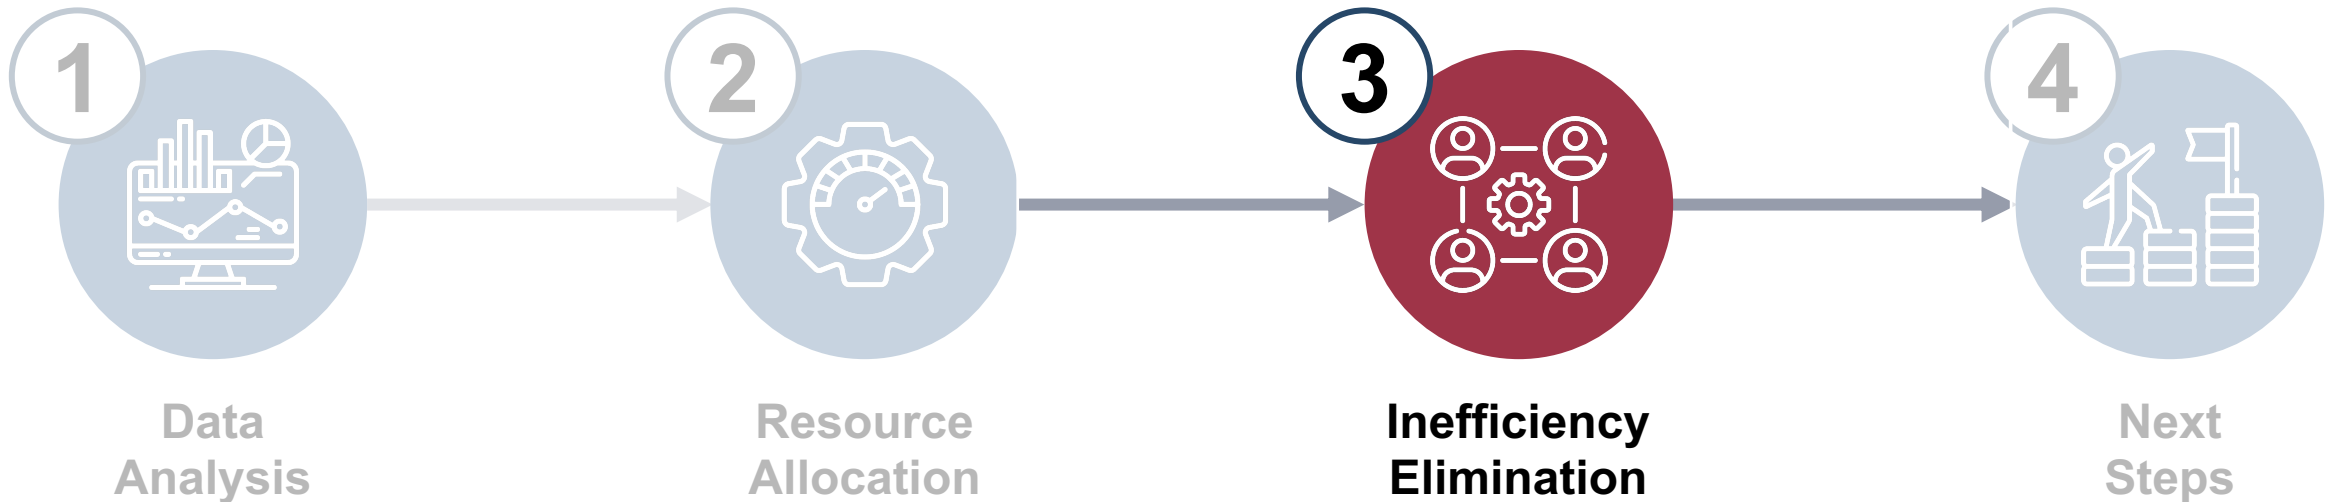 1
2
3
4
Data
Analysis
Resource
Allocation
Inefficiency
Elimination
Next
Steps